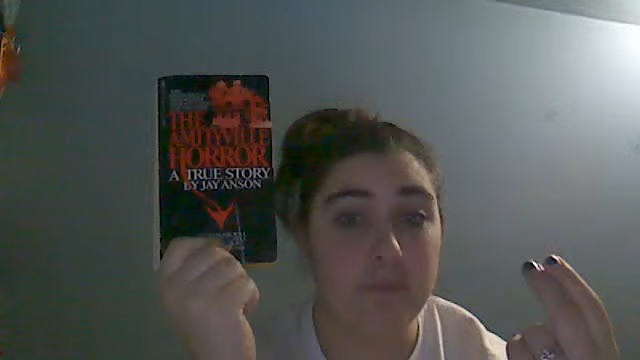 THE
AMITYVILLE
HORROR
A TRUE STORY
BY JAY ANSON